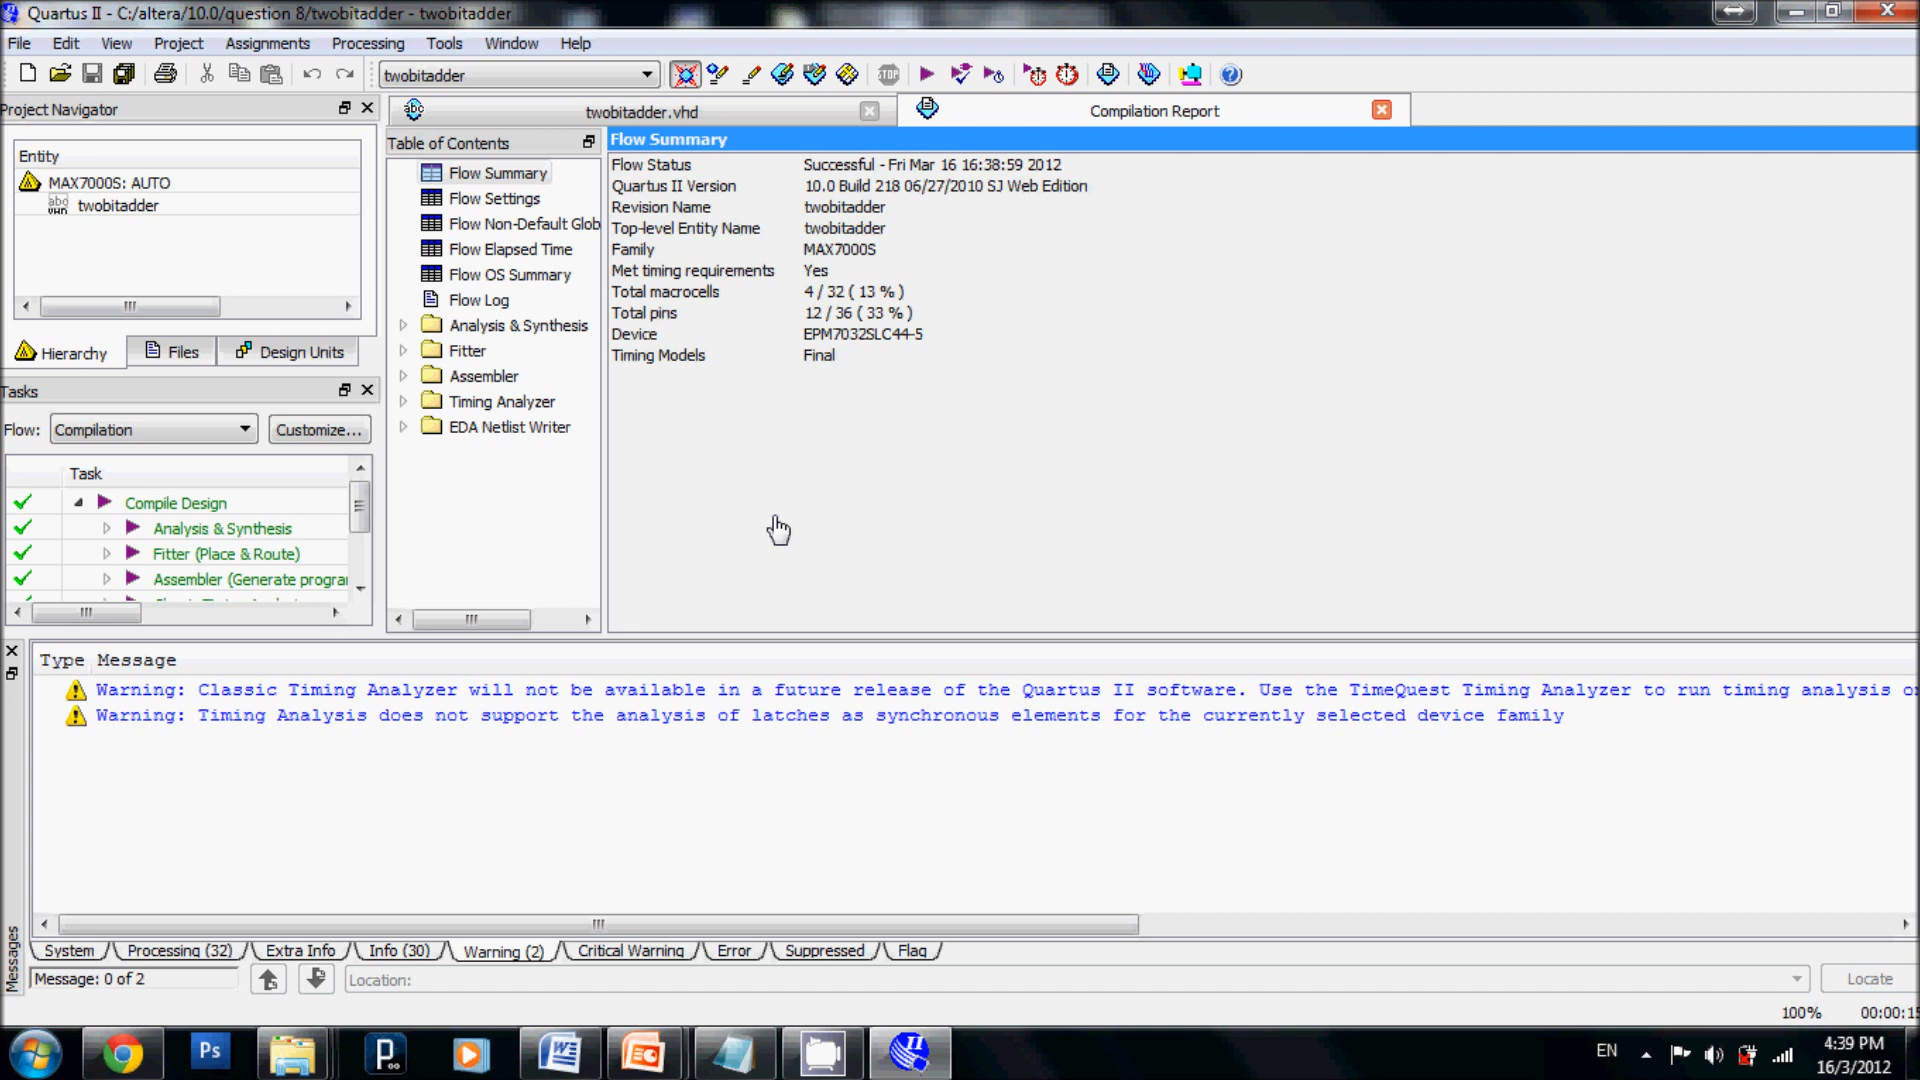 Quartus II - C:/altera/10.0/question 8/twobitadder - twobitadder
File Edit View Project Assignments Processing Tools Window Help
twobitadder
STOP
Project Navigator
abc twobitadder.vhd
Compilation Report
Entity
MAX7000S: AUTO
abc VHD twobitadder
Hierarchy Files Design Units
Tasks
Flow: Compilation Customize...
Task
Compile Design
Analysis & Synthesis
Fitter (Place & Route)
Assembler (Generate progra
Table of Contents
Flow Summary
Flow Settings
Flow Non-Default Glob
Flow Elapsed Time
Flow OS Summary
Flow Log
Analysis & Synthesis
Fitter
Assembler
Timing Analyzer
EDA Netlist Writer
Flow Summary
Flow Status Successful - Fri Mar 16 16:38:59 2012
Quartus II Version 10.0 Build 218 06/27/2010 SJ Web Edition
Revision Name twobitadder
Top-level Entity Name twobitadder
Family MAX7000S
Met timing requirements Yes
Total macrocells 4 / 32 ( 13 % )
Total pins 12 / 36 ( 33 % )
Device EPM7032SLC44-5
Timing Models Final
Type Message
Warning: Classic Timing Analyzer will not be available in a future release of the Quartus II software. Use the TimeQuest Timing Analyzer to run timing analysis o
Warning: Timing Analysis does not support the analysis of latches as synchronous elements for the currently selected device family
System Processing (32) Extra Info Info (30) Warning (2) Critical Warning Error Suppressed Flag
Messages
Message: 0 of 2
Location:
Locate
100% 00:00:15
Ps
P
W
II
EN
4:39 PM
16/3/2012